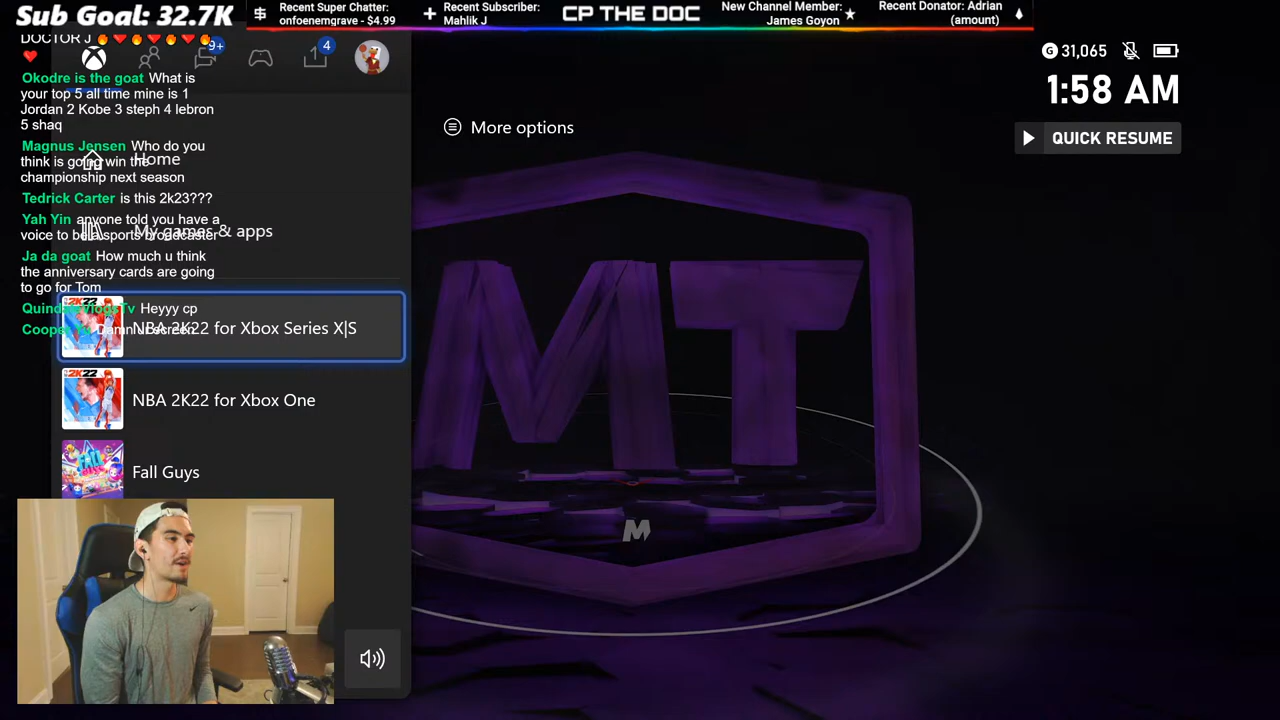 Sub Goal: 32.7K
Recent Super Chatter:
onfoenemgrave - $4.99
Recent Subscriber:
Mahlik J
CP THE DOC
New Channel Member:
James Goyon
Recent Donator: Adrian
(amount)
DOCTOR J
9+
4
G 31,065
1:58 AM
QUICK RESUME
More options
Okodre is the goat What is
your top 5 all time mine is 1
Jordan 2 Kobe 3 steph 4 lebron
5 shaq
Magnus Jensen Who do you
think is going win the
championship next season
Home
Tedrick Carter is this 2k23???
Yah Yin anyone told you have a
voice to be a sports broadcaster
My games & apps
Ja da goat How much u think
the anniversary cards are going
to go for Tom
Heyyy cp
NBA 2K22 for Xbox Series X|S
2K22
NBA 2K22 for Xbox One
2K22
Fall Guys
FALL
MT
M